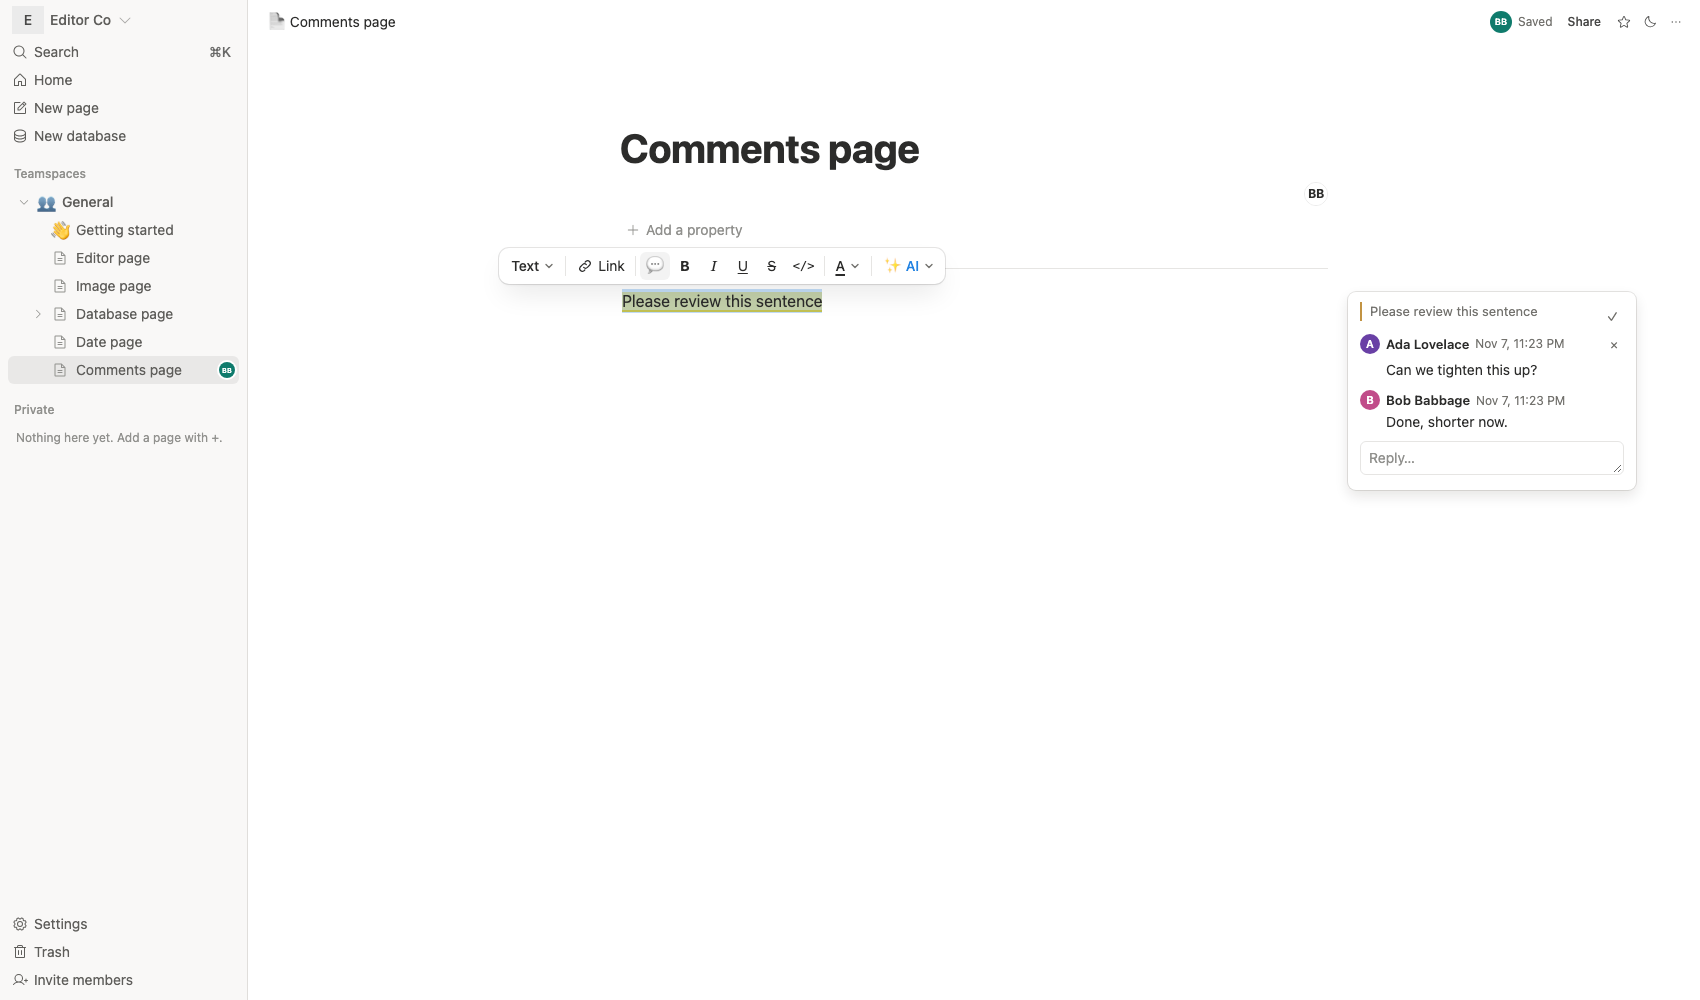 E Editor Co
Search ⌘K
Home
New page
New database
Teamspaces
General
Getting started
Editor page
Image page
Database page
Date page
Comments page BB
Private
Nothing here yet. Add a page with +.
Settings
Trash
Invite members
Comments page
BB Saved Share
Comments page
BB
Add a property
Text Link B I U S </> A AI
Please review this sentence
Please review this sentence
A Ada Lovelace Nov 7, 11:23 PM
Can we tighten this up?
B Bob Babbage Nov 7, 11:23 PM
Done, shorter now.
Reply...